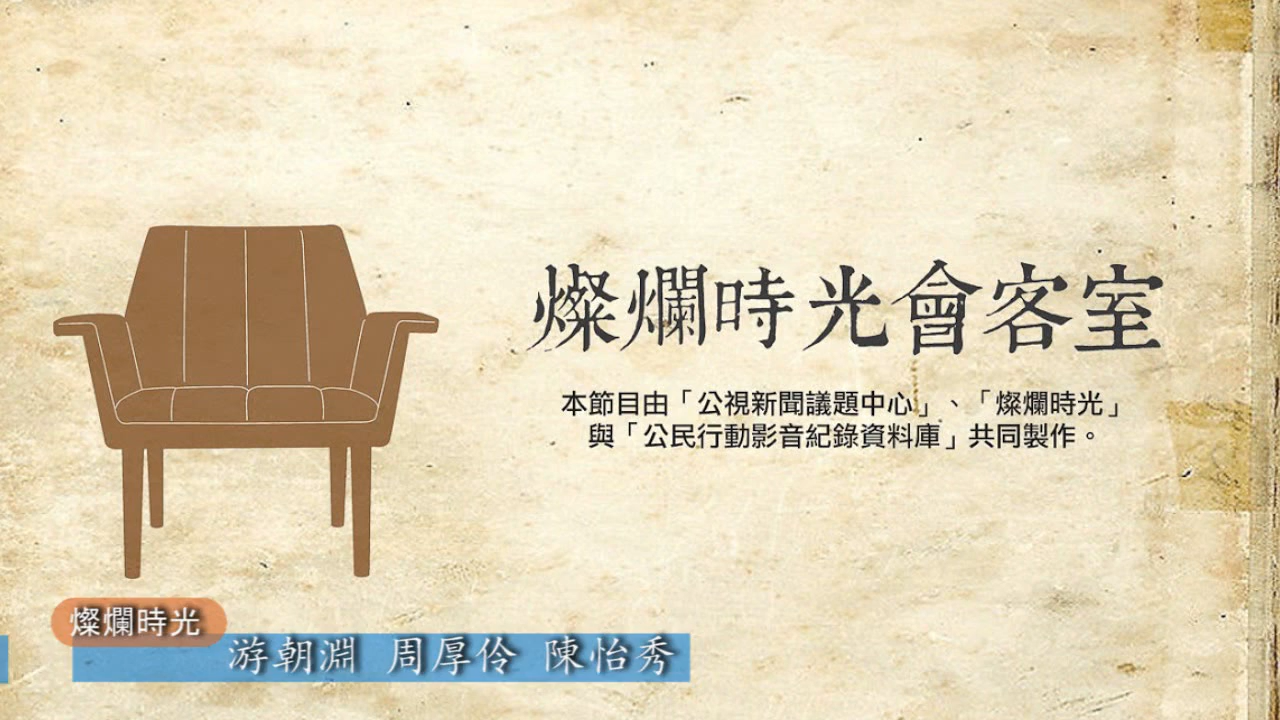 燦爛時光會客室
本節目由「公視新聞議題中心」、「燦爛時光」
與「公民行動影音紀錄資料庫」共同製作。
燦爛時光
游朝淵 周厚伶 陳怡秀